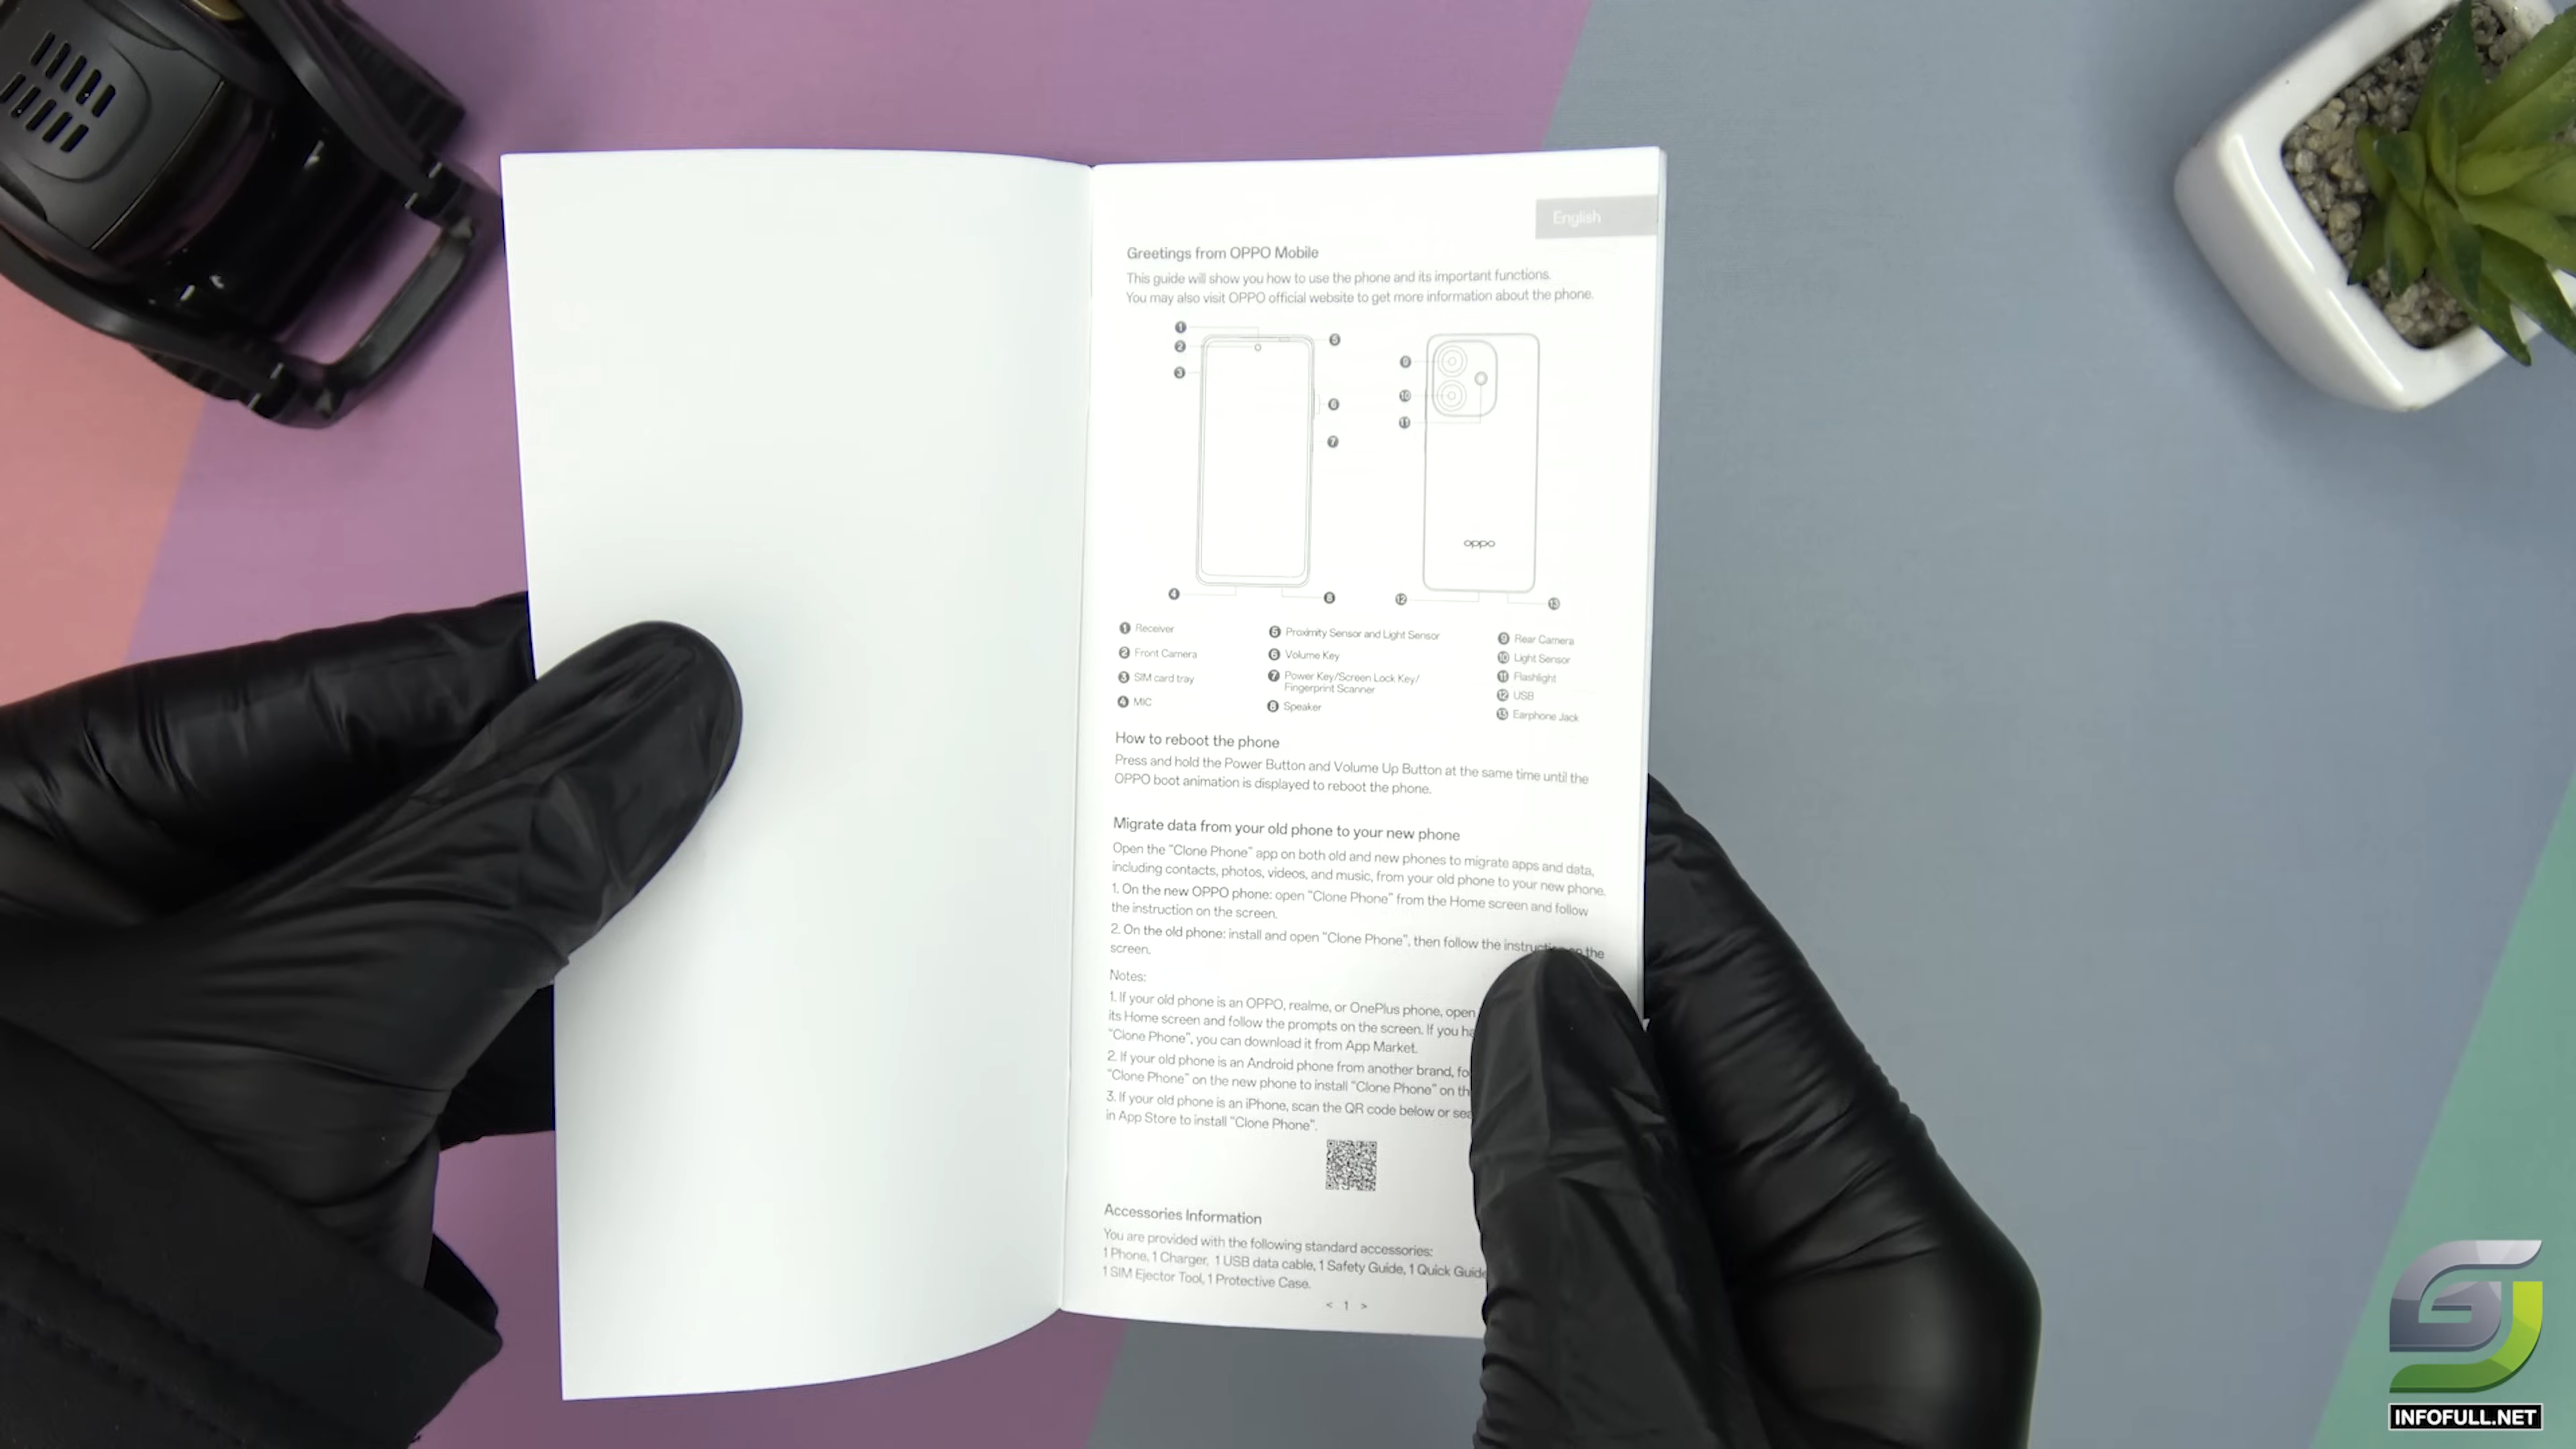 English
Greetings from OPPO Mobile
This guide will show you how to use the phone and its important functions.
You may also visit OPPO official website to get more information about the phone.
1
2
3
4
5
6
7
8
9
10
11
12
13
oppo
1 Receiver
2 Front Camera
3 SIM card tray
4 MIC
5 Proximity Sensor and Light Sensor
6 Volume Key
7 Power Key/Screen Lock Key/
Fingerprint Scanner
8 Speaker
9 Rear Camera
10 Light Sensor
11 Flashlight
12 USB
13 Earphone Jack
How to reboot the phone
Press and hold the Power Button and Volume Up Button at the same time until the
OPPO boot animation is displayed to reboot the phone.
Migrate data from your old phone to your new phone
Open the "Clone Phone" app on both old and new phones to migrate apps and data,
including contacts, photos, videos, and music, from your old phone to your new phone.
1. On the new OPPO phone: open "Clone Phone" from the Home screen and follow
the instruction on the screen.
2. On the old phone: install and open "Clone Phone", then follow the the
screen.
Notes:
1. If your old phone is an OPPO, realme, or OnePlus phone, open
its Home screen and follow the prompts on the screen. If you
"Clone Phone", you can download it from App Market.
2. If your old phone is an Android phone from another brand,
"Clone Phone" on the new phone to install "Clone Phone" on
3. If your old phone is an iPhone, scan the QR code below or
in App Store to install "Clone Phone".
Accessories Information
You are provided with the following standard accessories:
1 Phone, 1 Charger, 1 USB data cable, 1 Safety Guide, 1 Quick Guide
1 SIM Ejector Tool, 1 Protective Case.
< 1 >
INFOFULL.NET